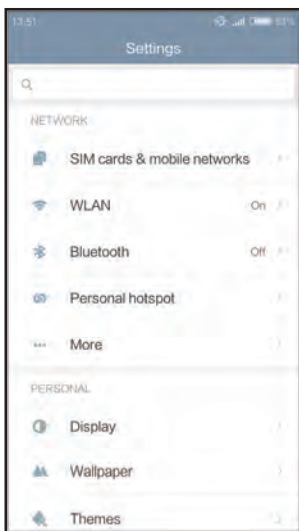 13:51 63%
Settings
NETWORK
SIM cards & mobile networks
WLAN On
Bluetooth Off
Personal hotspot
More
PERSONAL
Display
Wallpaper
Themes